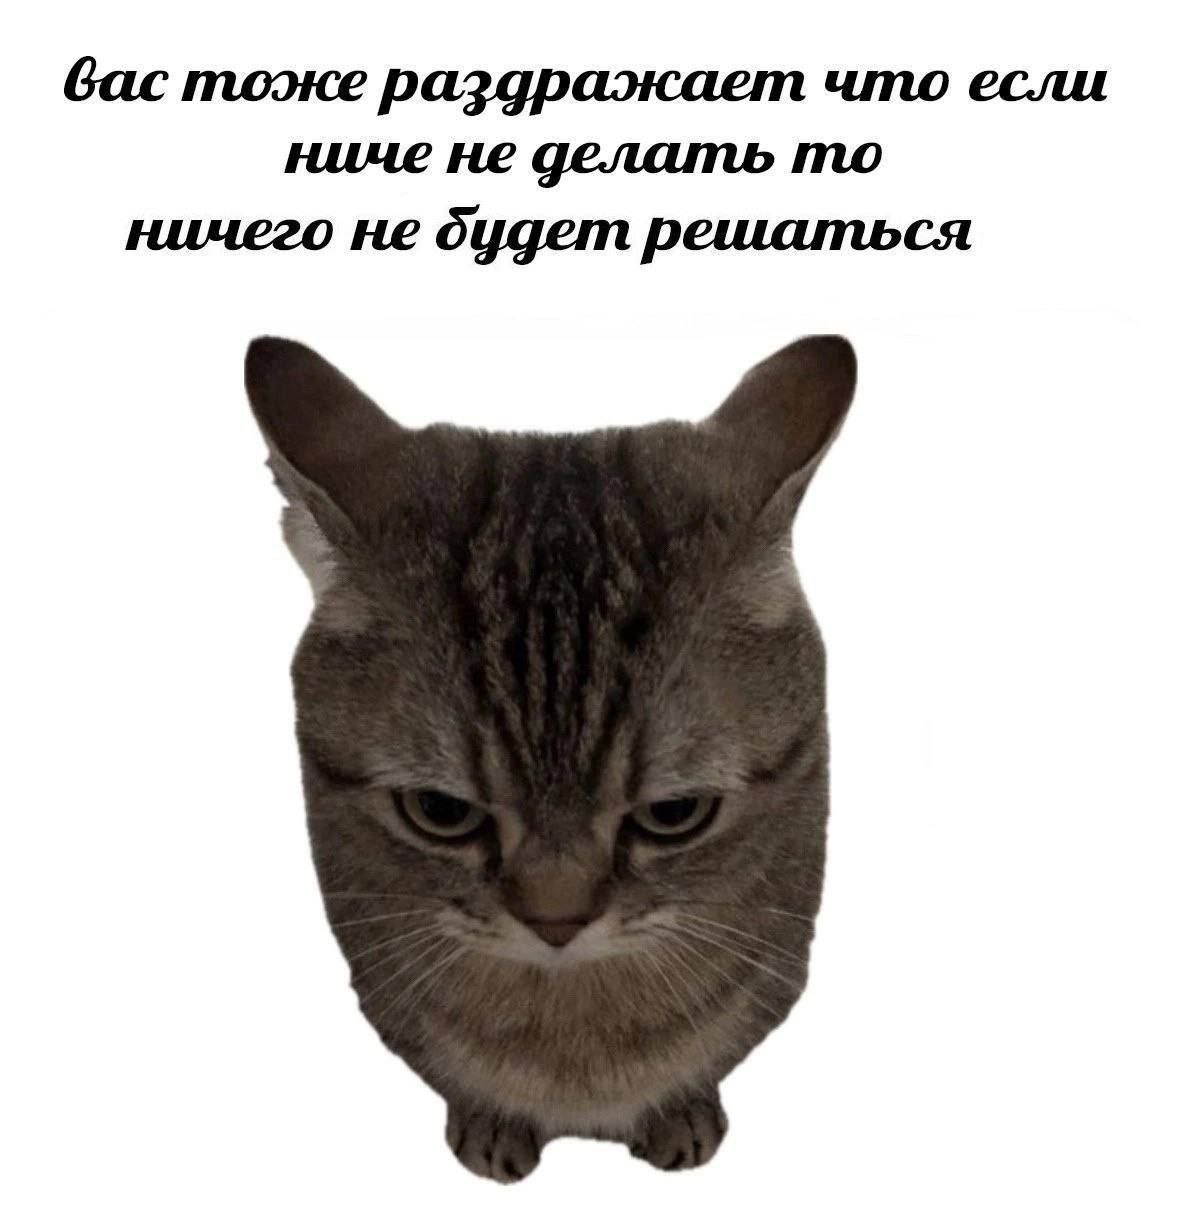 вас тоже раздражает что если
ниче не делать то
ничего не будет решаться